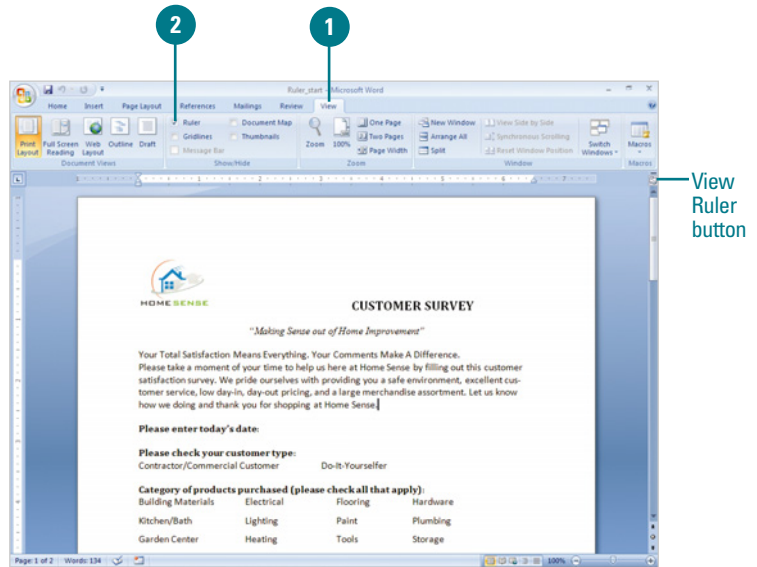 2
1
Ruler_start - Microsoft Word
Home Insert Page Layout References Mailings Review View
Ruler Document Map One Page New Window View Side by Side
Gridlines Thumbnails Two Pages Arrange All Synchronous Scrolling
Message Bar Page Width Split Reset Window Position
Print Layout Full Screen Reading Web Layout Outline Draft Zoom 100% Switch Windows Macros
Document Views Show/Hide Zoom Window Macros
1 2 3 4 5 6 7
View
Ruler
button
HOMESENSE
CUSTOMER SURVEY
"Making Sense out of Home Improvement"
Your Total Satisfaction Means Everything. Your Comments Make A Difference.
Please take a moment of your time to help us here at Home Sense by filling out this customer
satisfaction survey. We pride ourselves with providing you a safe environment, excellent cus-
tomer service, low day-in, day-out pricing, and a large merchandise assortment. Let us know
how we doing and thank you for shopping at Home Sense.
Please enter today's date:
Please check your customer type:
Contractor/Commercial Customer Do-It-Yourselfer
Category of products purchased (please check all that apply):
Building Materials Electrical Flooring Hardware
Kitchen/Bath Lighting Paint Plumbing
Garden Center Heating Tools Storage
Page: 1 of 2 Words: 134 100%